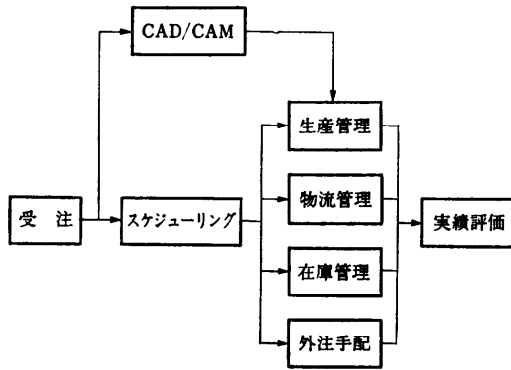 CAD/CAM
生産管理
受 注
スケジューリング
物流管理
実績評価
在庫管理
外注手配